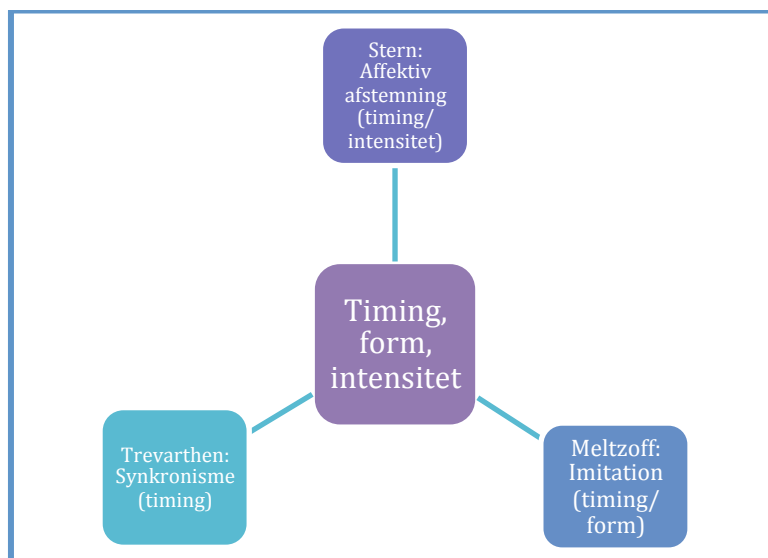 Stern:
Affektiv
afstemning
(timing/
intensitet)
Timing,
form,
intensitet
Trevarthen:
Synkronisme
(timing)
Meltzoff:
Imitation
(timing/
form)